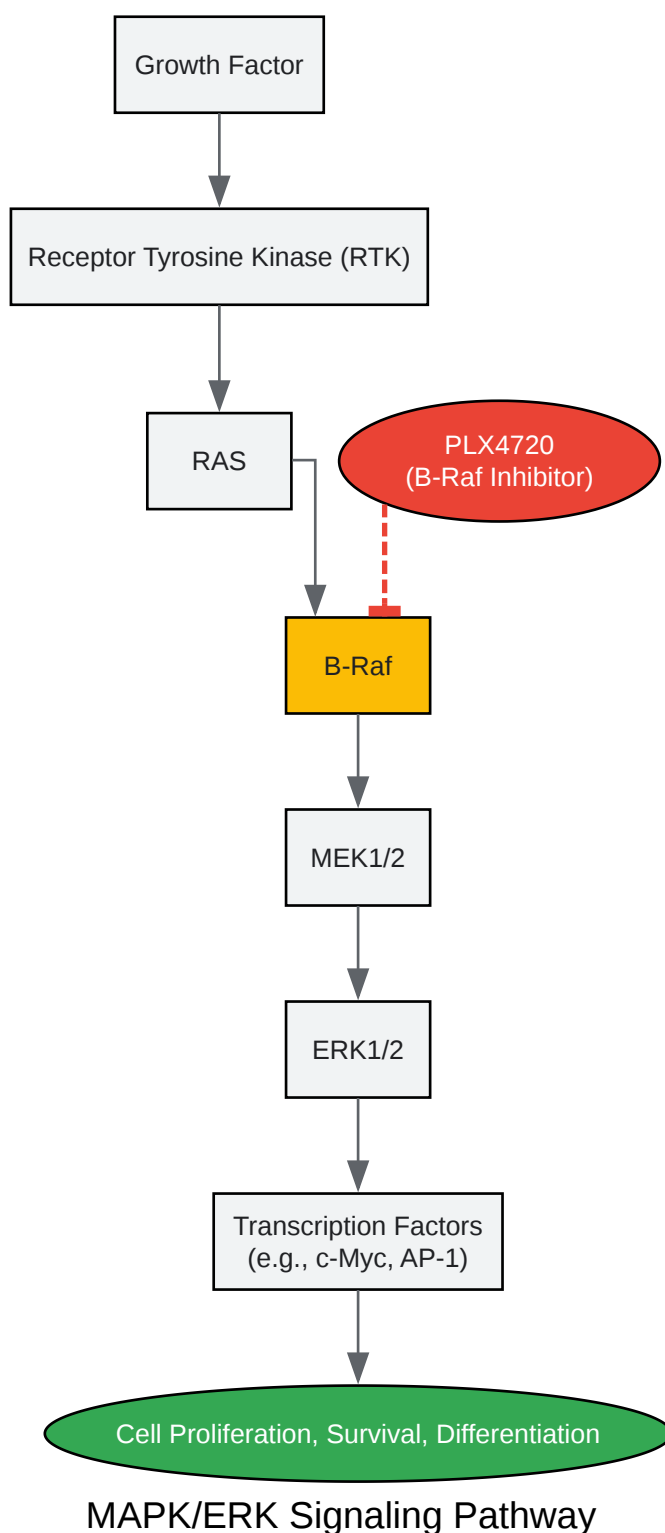 Growth Factor
Receptor Tyrosine Kinase (RTK)
RAS
PLX4720
(B-Raf Inhibitor)
B-Raf
MEK1/2
ERK1/2
Transcription Factors
(e.g., c-Myc, AP-1)
Cell Proliferation, Survival, Differentiation
MAPK/ERK Signaling Pathway